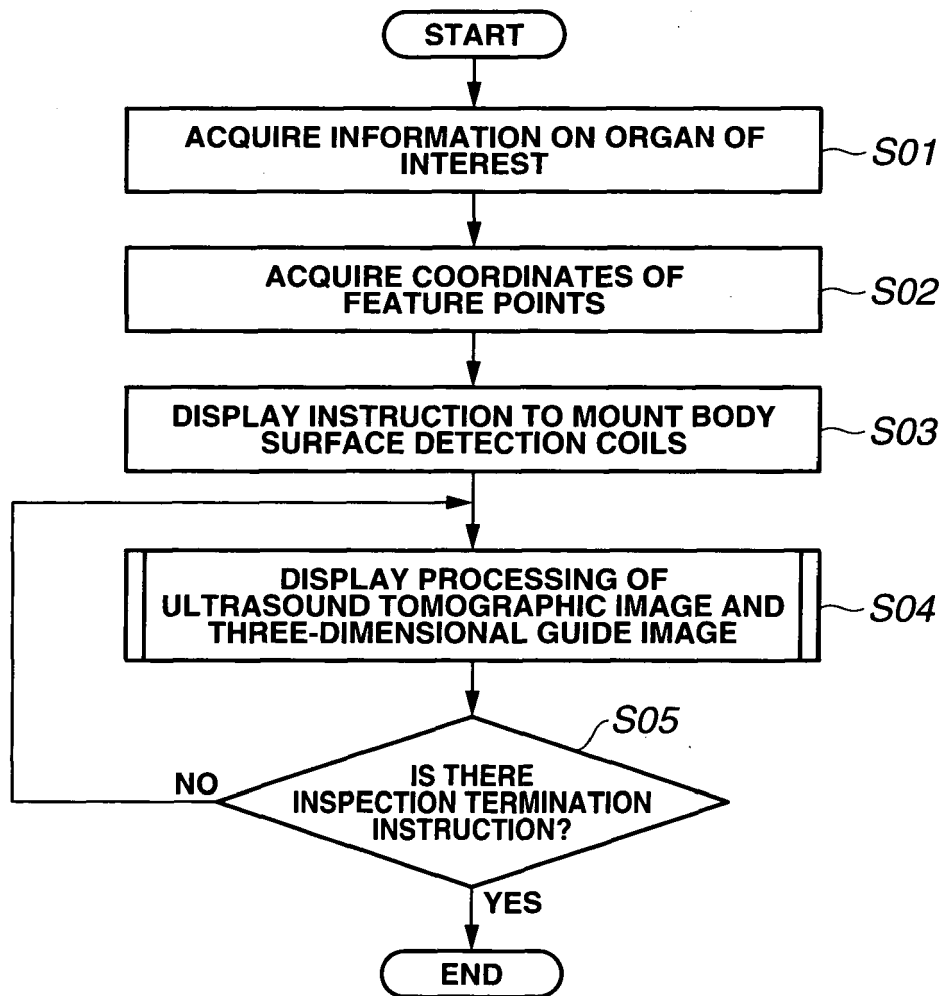 START
ACQUIRE INFORMATION ON ORGAN OF
INTEREST
S01
ACQUIRE COORDINATES OF
FEATURE POINTS
S02
DISPLAY INSTRUCTION TO MOUNT BODY
SURFACE DETECTION COILS
S03
DISPLAY PROCESSING OF
ULTRASOUND TOMOGRAPHIC IMAGE AND
THREE-DIMENSIONAL GUIDE IMAGE
S04
S05
NO
IS THERE
INSPECTION TERMINATION
INSTRUCTION?
YES
END